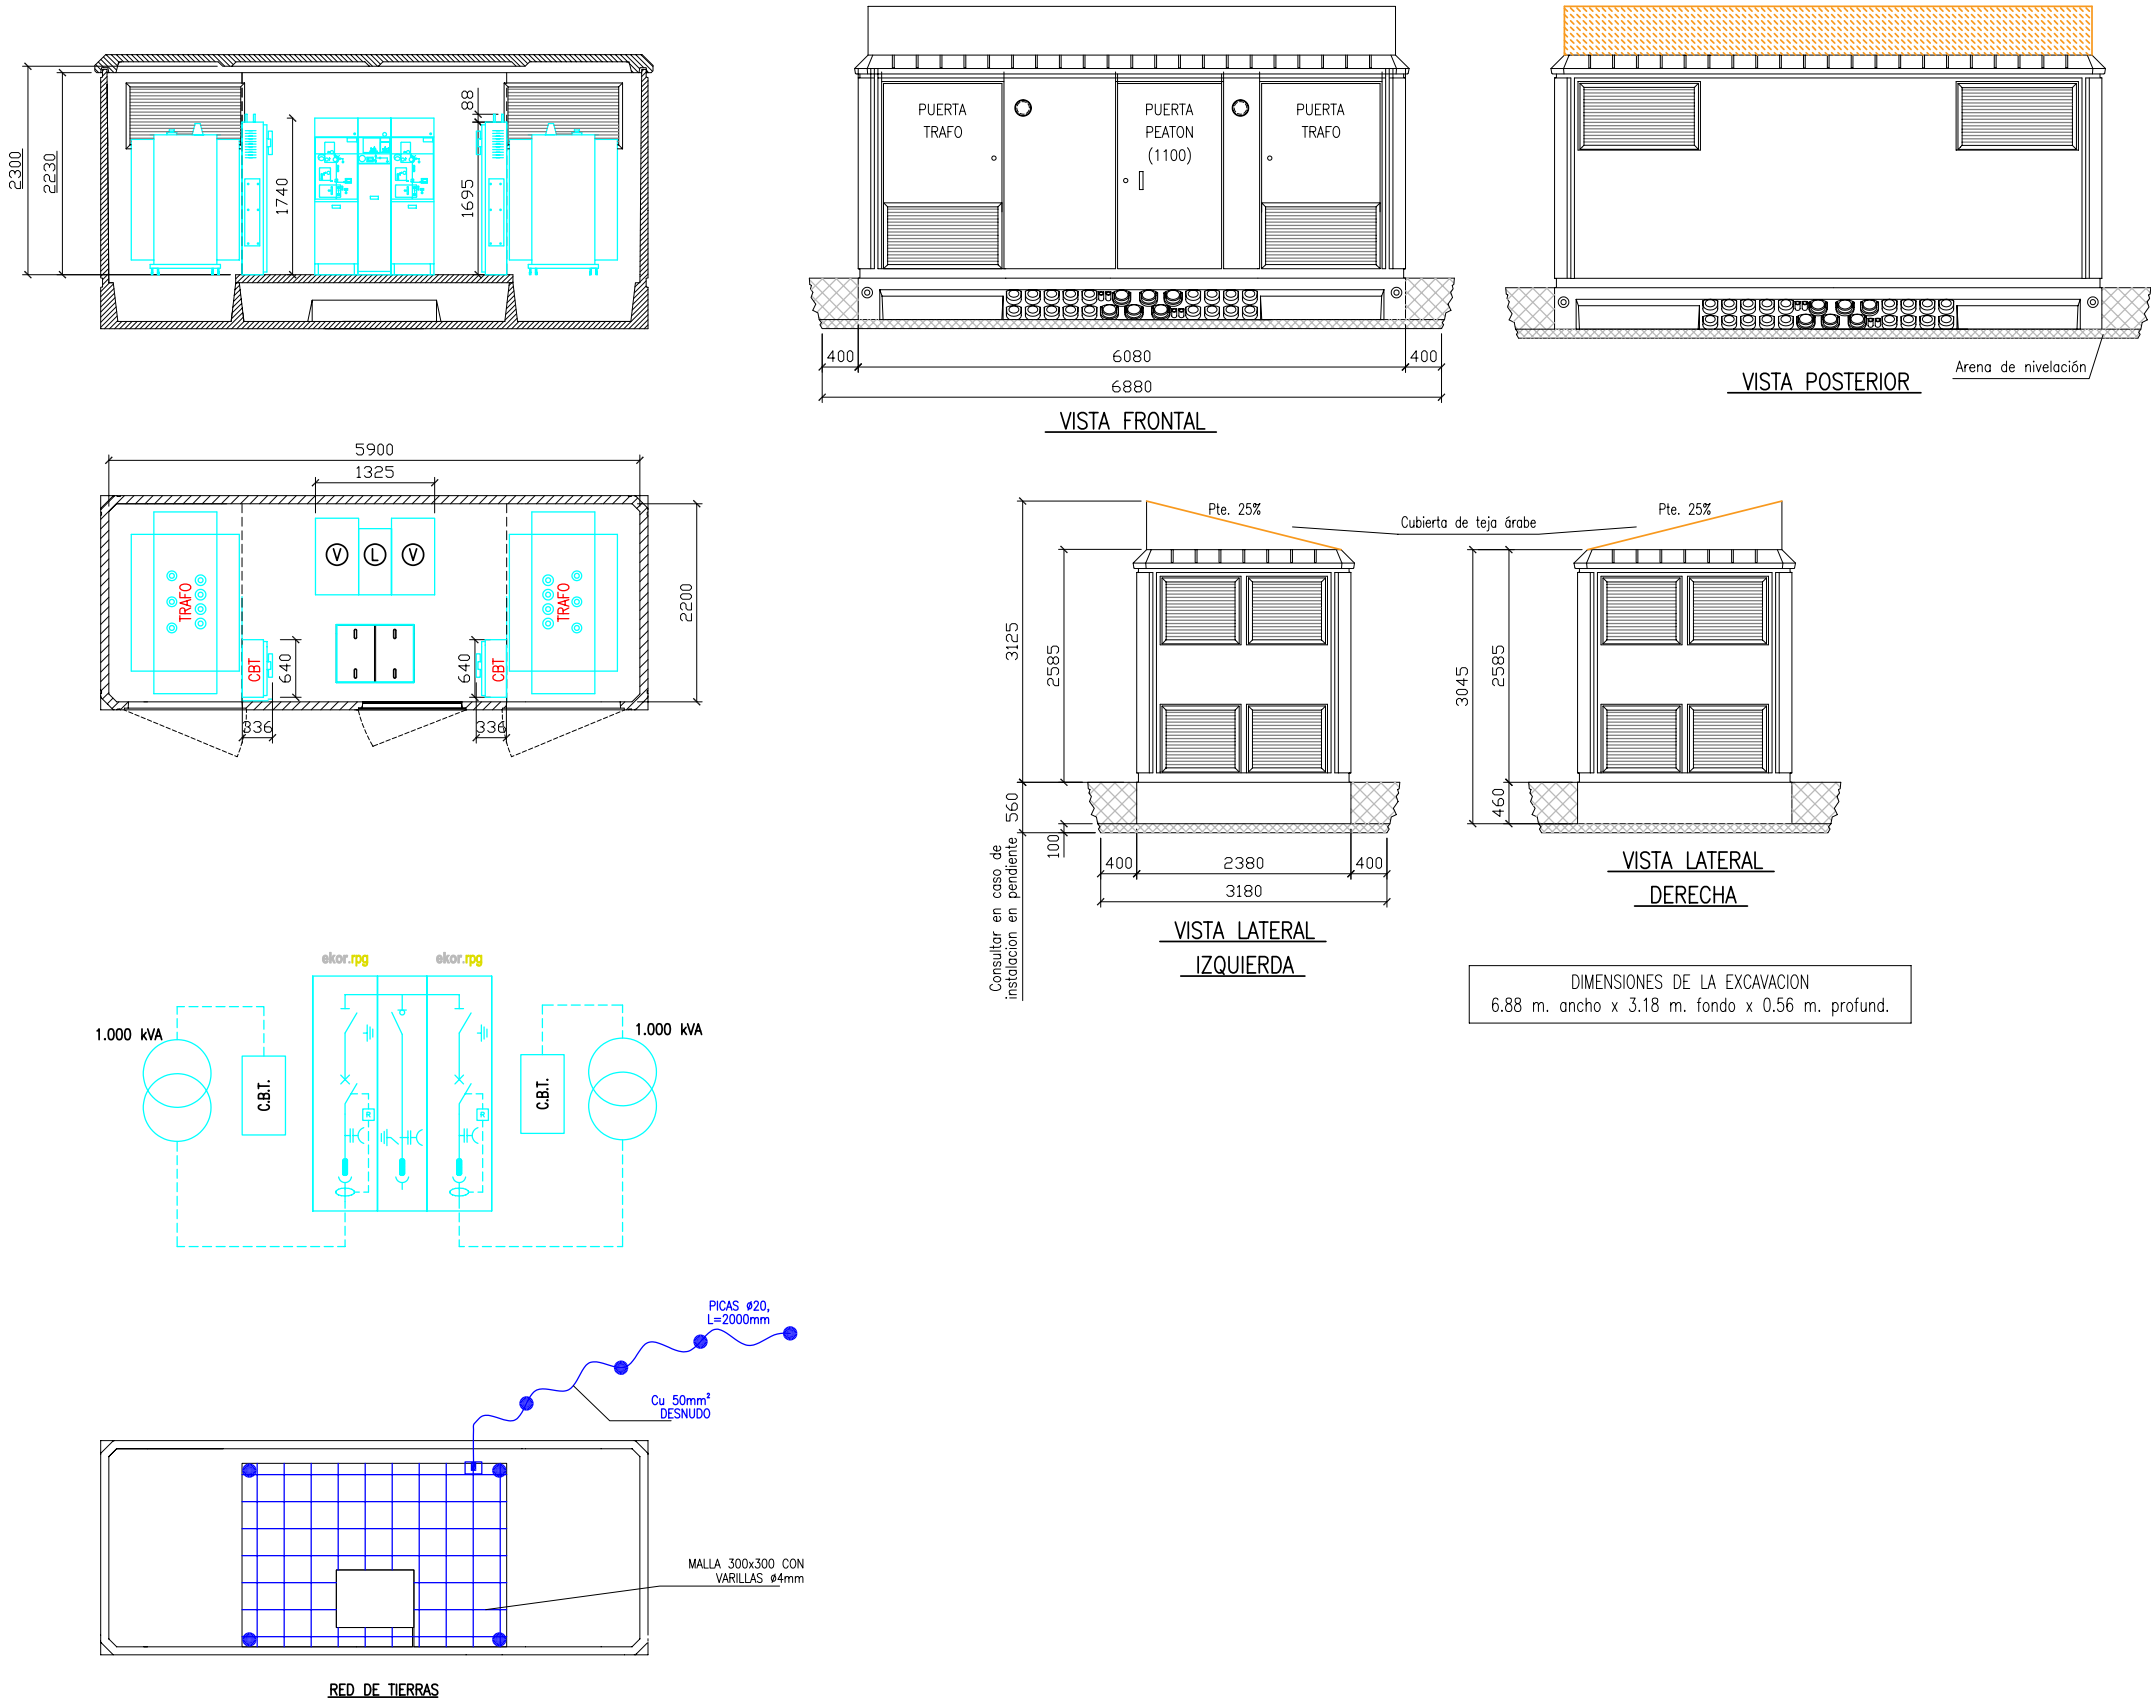 2300
2230
1740
88
1695
PUERTA
TRAFO
PUERTA
PEATON
(1100)
PUERTA
TRAFO
400
6080
400
6880
VISTA FRONTAL
Arena de nivelación
VISTA POSTERIOR
5900
1325
V
L
V
TRAFO
TRAFO
CBT
640
640
CBT
336
336
2200
Pte. 25%
Cubierta de teja árabe
Pte. 25%
3125
2585
560
100
Consultar en caso de
instalacion en pendiente
400
2380
400
3180
VISTA LATERAL
IZQUIERDA
3045
2585
460
VISTA LATERAL
DERECHA
DIMENSIONES DE LA EXCAVACION
6.88 m. ancho x 3.18 m. fondo x 0.56 m. profund.
ekor.rpg
ekor.rpg
1.000 kVA
1.000 kVA
C.B.T.
C.B.T.
R
R
PICAS ø20,
L=2000mm
Cu 50mm²
DESNUDO
MALLA 300x300 CON
VARILLAS ø4mm
RED DE TIERRAS